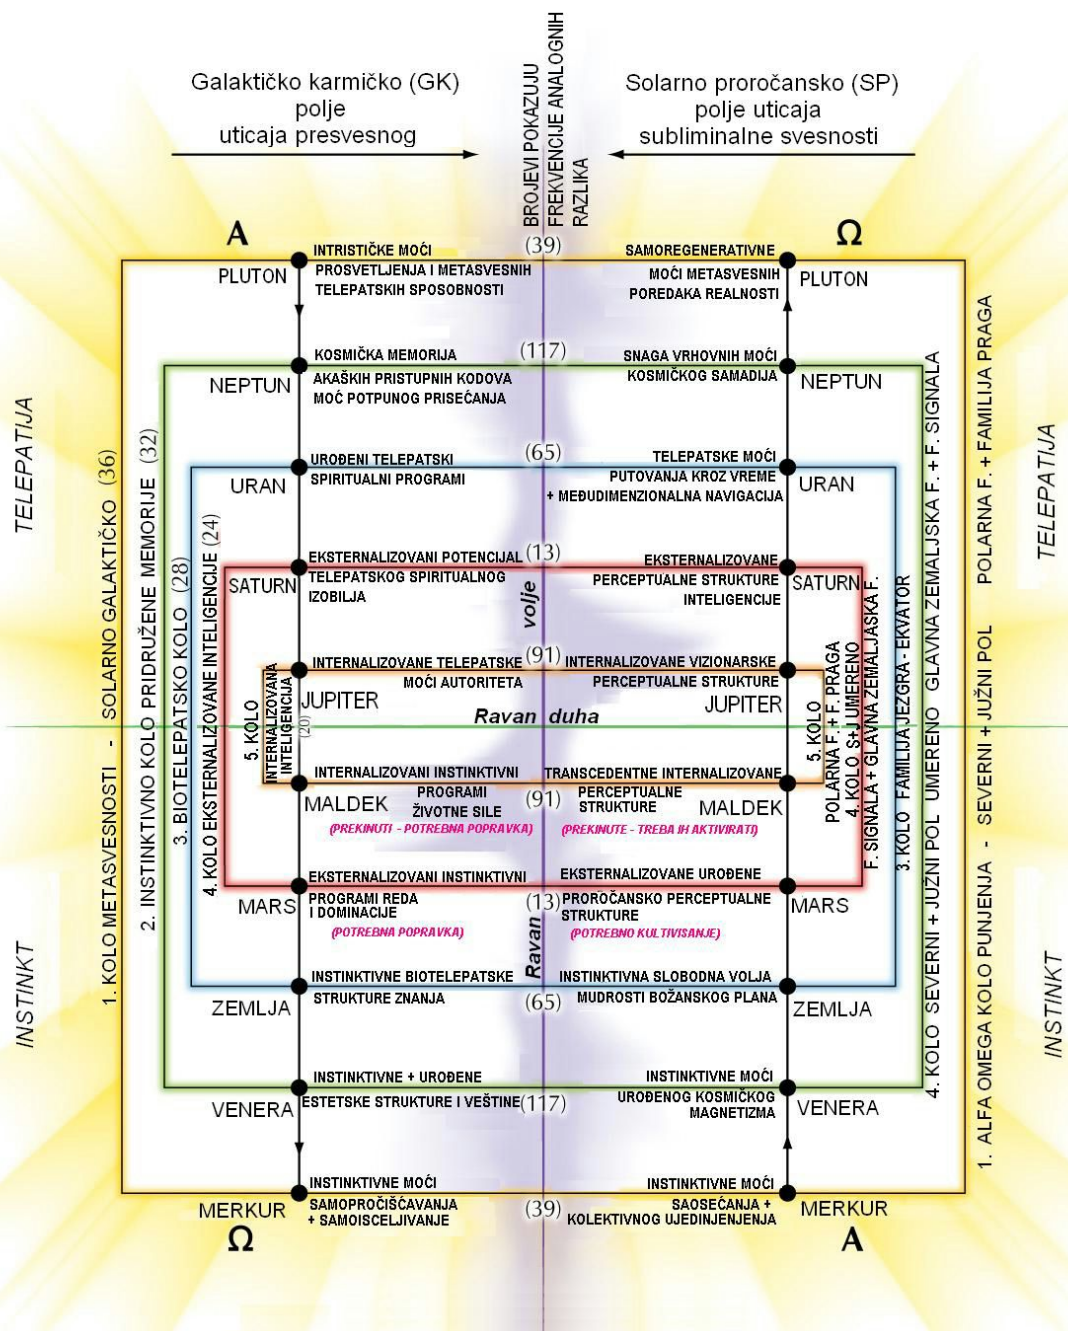 Galaktičko karmičko (GK)
polje
uticaja presvesnog
BROJEVI POKAZUJU
FREKVENCIJE ANALOGNIH
RAZLIKA
Solarno proročansko (SP)
polje uticaja
subliminalne svesnosti
A
Ω
INTRISTIČKE MOĆI
(39)
SAMOREGENERATIVNE
PLUTON
PROSVETLJENJA I METASVESNIH
TELEPATSKIH SPOSOBNOSTI
MOĆI METASVESNIH
POREDAKA REALNOSTI
PLUTON
KOSMIČKA MEMORIJA
(117)
SNAGA VRHOVNIH MOĆI
NEPTUN
AKAŠKIH PRISTUPNIH KODOVA
MOĆ POTPUNOG PRISEĆANJA
KOSMIČKOG SAMADIJA
NEPTUN
UROĐENI TELEPATSKI
(65)
TELEPATSKE MOĆI
URAN
SPIRITUALNI PROGRAMI
PUTOVANJA KROZ VREME
+ MEĐUDIMENZIONALNA NAVIGACIJA
URAN
EKSTERNALIZOVANI POTENCIJAL
(13)
EKSTERNALIZOVANE
SATURN
TELEPATSKOG SPIRITUALNOG
IZOBILJA
PERCEPTUALNE STRUKTURE
INTELIGENCIJE
SATURN
volje
INTERNALIZOVANE TELEPATSKE
(91)
INTERNALIZOVANE VIZIONARSKE
MOĆI AUTORITETA
PERCEPTUALNE STRUKTURE
JUPITER
JUPITER
Ravan duha
INTERNALIZOVANI INSTINKTIVNI
TRANSCEDENTNE INTERNALIZOVANE
MALDEK
PROGRAMI
ŽIVOTNE SILE
(91)
PERCEPTUALNE
STRUKTURE
MALDEK
(PREKINUTI - POTREBNA POPRAVKA)
(PREKINUTE - TREBA IH AKTIVIRATI)
EKSTERNALIZOVANI INSTINKTIVNI
EKSTERNALIZOVANE UROĐENE
MARS
PROGRAMI REDA
I DOMINACIJE
(13)
PROROČANSKO PERCEPTUALNE
STRUKTURE
MARS
(POTREBNA POPRAVKA)
(POTREBNO KULTIVISANJE)
Ravan
INSTINKTIVNE BIOTELEPATSKE
INSTINKTIVNA SLOBODNA VOLJA
ZEMLJA
STRUKTURE ZNANJA
(65)
MUDROSTI BOŽANSKOG PLANA
ZEMLJA
INSTINKTIVNE + UROĐENE
INSTINKTIVNE MOĆI
VENERA
ESTETSKE STRUKTURE I VEŠTINE
(117)
UROĐENOG KOSMIČKOG
MAGNETIZMA
VENERA
INSTINKTIVNE MOĆI
INSTINKTIVNE MOĆI
MERKUR
SAMOPROČIŠĆAVANJA
+ SAMOISCELJIVANJE
(39)
SAOSEĆANJA +
KOLEKTIVNOG UJEDINJENJENJA
MERKUR
Ω
A
TELEPATIJA
INSTINKT
1. KOLO METASVESNOSTI - SOLARNO GALAKTIČKO (36)
2. INSTINKTIVNO KOLO PRIDRUŽENE MEMORIJE (32)
3. BIOTELEPATSKO KOLO (28)
4. KOLO EKSTERNALIZOVANE INTELIGENCIJE (24)
5. KOLO
INTERNALIZOVANA
INTELIGENCIJA
(20)
5. KOLO
POLARNA F. + F. PRAGA
4. KOLO S+J UMERENO
F. SIGNALA + GLAVNA ZEMALJASKA F.
3. KOLO FAMILIJA JEZGRA - EKVATOR
4. KOLO SEVERNI + JUŽNI POL UMERENO GLAVNA ZEMALJSKA F. + F. SIGNALA
1. ALFA OMEGA KOLO PUNJENJA - SEVERNI + JUŽNI POL POLARNA F. + FAMILIJA PRAGA
TELEPATIJA
INSTINKT